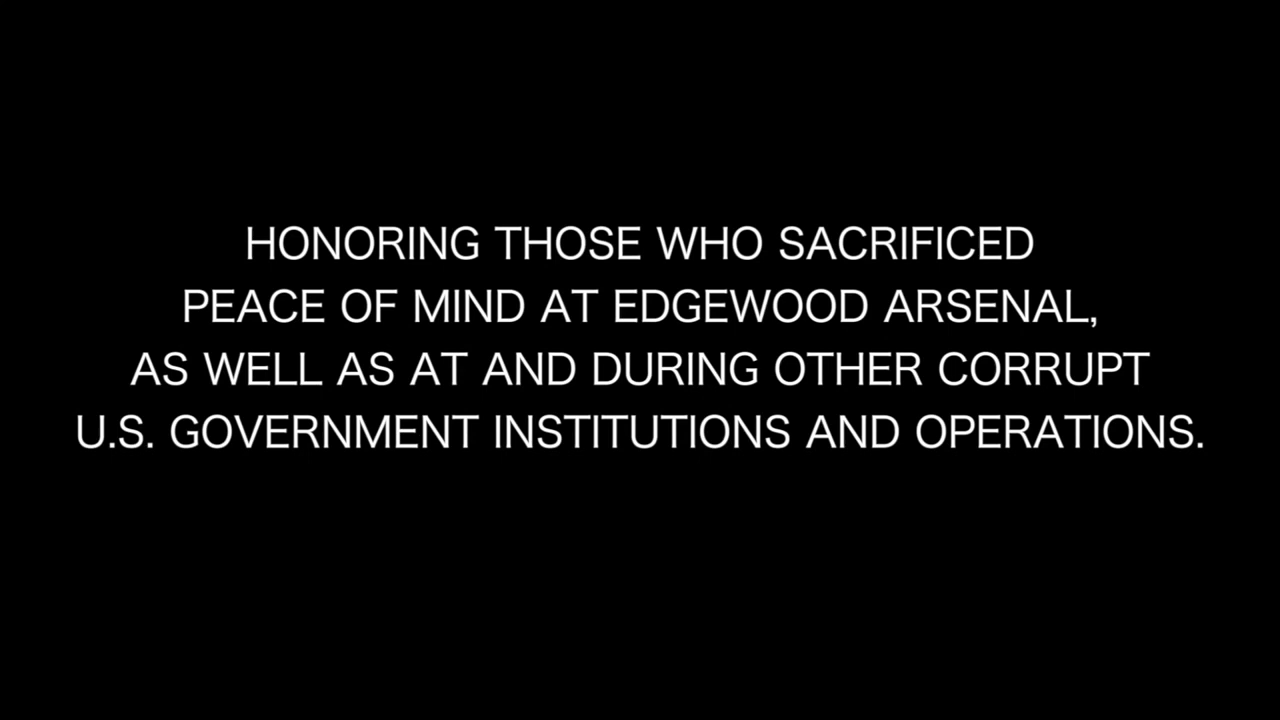 HONORING THOSE WHO SACRIFICED
PEACE OF MIND AT EDGEWOOD ARSENAL,
AS WELL AS AT AND DURING OTHER CORRUPT
U.S. GOVERNMENT INSTITUTIONS AND OPERATIONS.